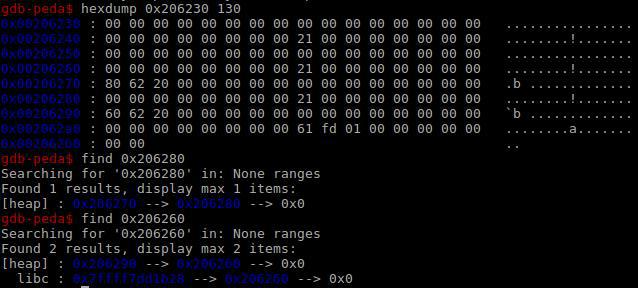 gdb-peda$ hexdump 0x206230 130
0x00206230 : 00 00 00 00 00 00 00 00 00 00 00 00 00 00 00 00   ................
0x00206240 : 00 00 00 00 00 00 00 00 21 00 00 00 00 00 00 00   ........!.......
0x00206250 : 00 00 00 00 00 00 00 00 00 00 00 00 00 00 00 00   ................
0x00206260 : 00 00 00 00 00 00 00 00 21 00 00 00 00 00 00 00   ........!.......
0x00206270 : 80 62 20 00 00 00 00 00 00 00 00 00 00 00 00 00   .b .............
0x00206280 : 00 00 00 00 00 00 00 00 21 00 00 00 00 00 00 00   ........!.......
0x00206290 : 60 62 20 00 00 00 00 00 00 00 00 00 00 00 00 00   `b .............
0x002062a0 : 00 00 00 00 00 00 00 00 61 fd 01 00 00 00 00 00   ........a.......
0x002062b0 : 00 00   ..
gdb-peda$ find 0x206280
Searching for '0x206280' in: None ranges
Found 1 results, display max 1 items:
[heap] : 0x206270 --> 0x206280 --> 0x0
gdb-peda$ find 0x206260
Searching for '0x206260' in: None ranges
Found 2 results, display max 2 items:
[heap] : 0x206290 --> 0x206260 --> 0x0
libc : 0x7ffff7dd1b28 --> 0x206260 --> 0x0